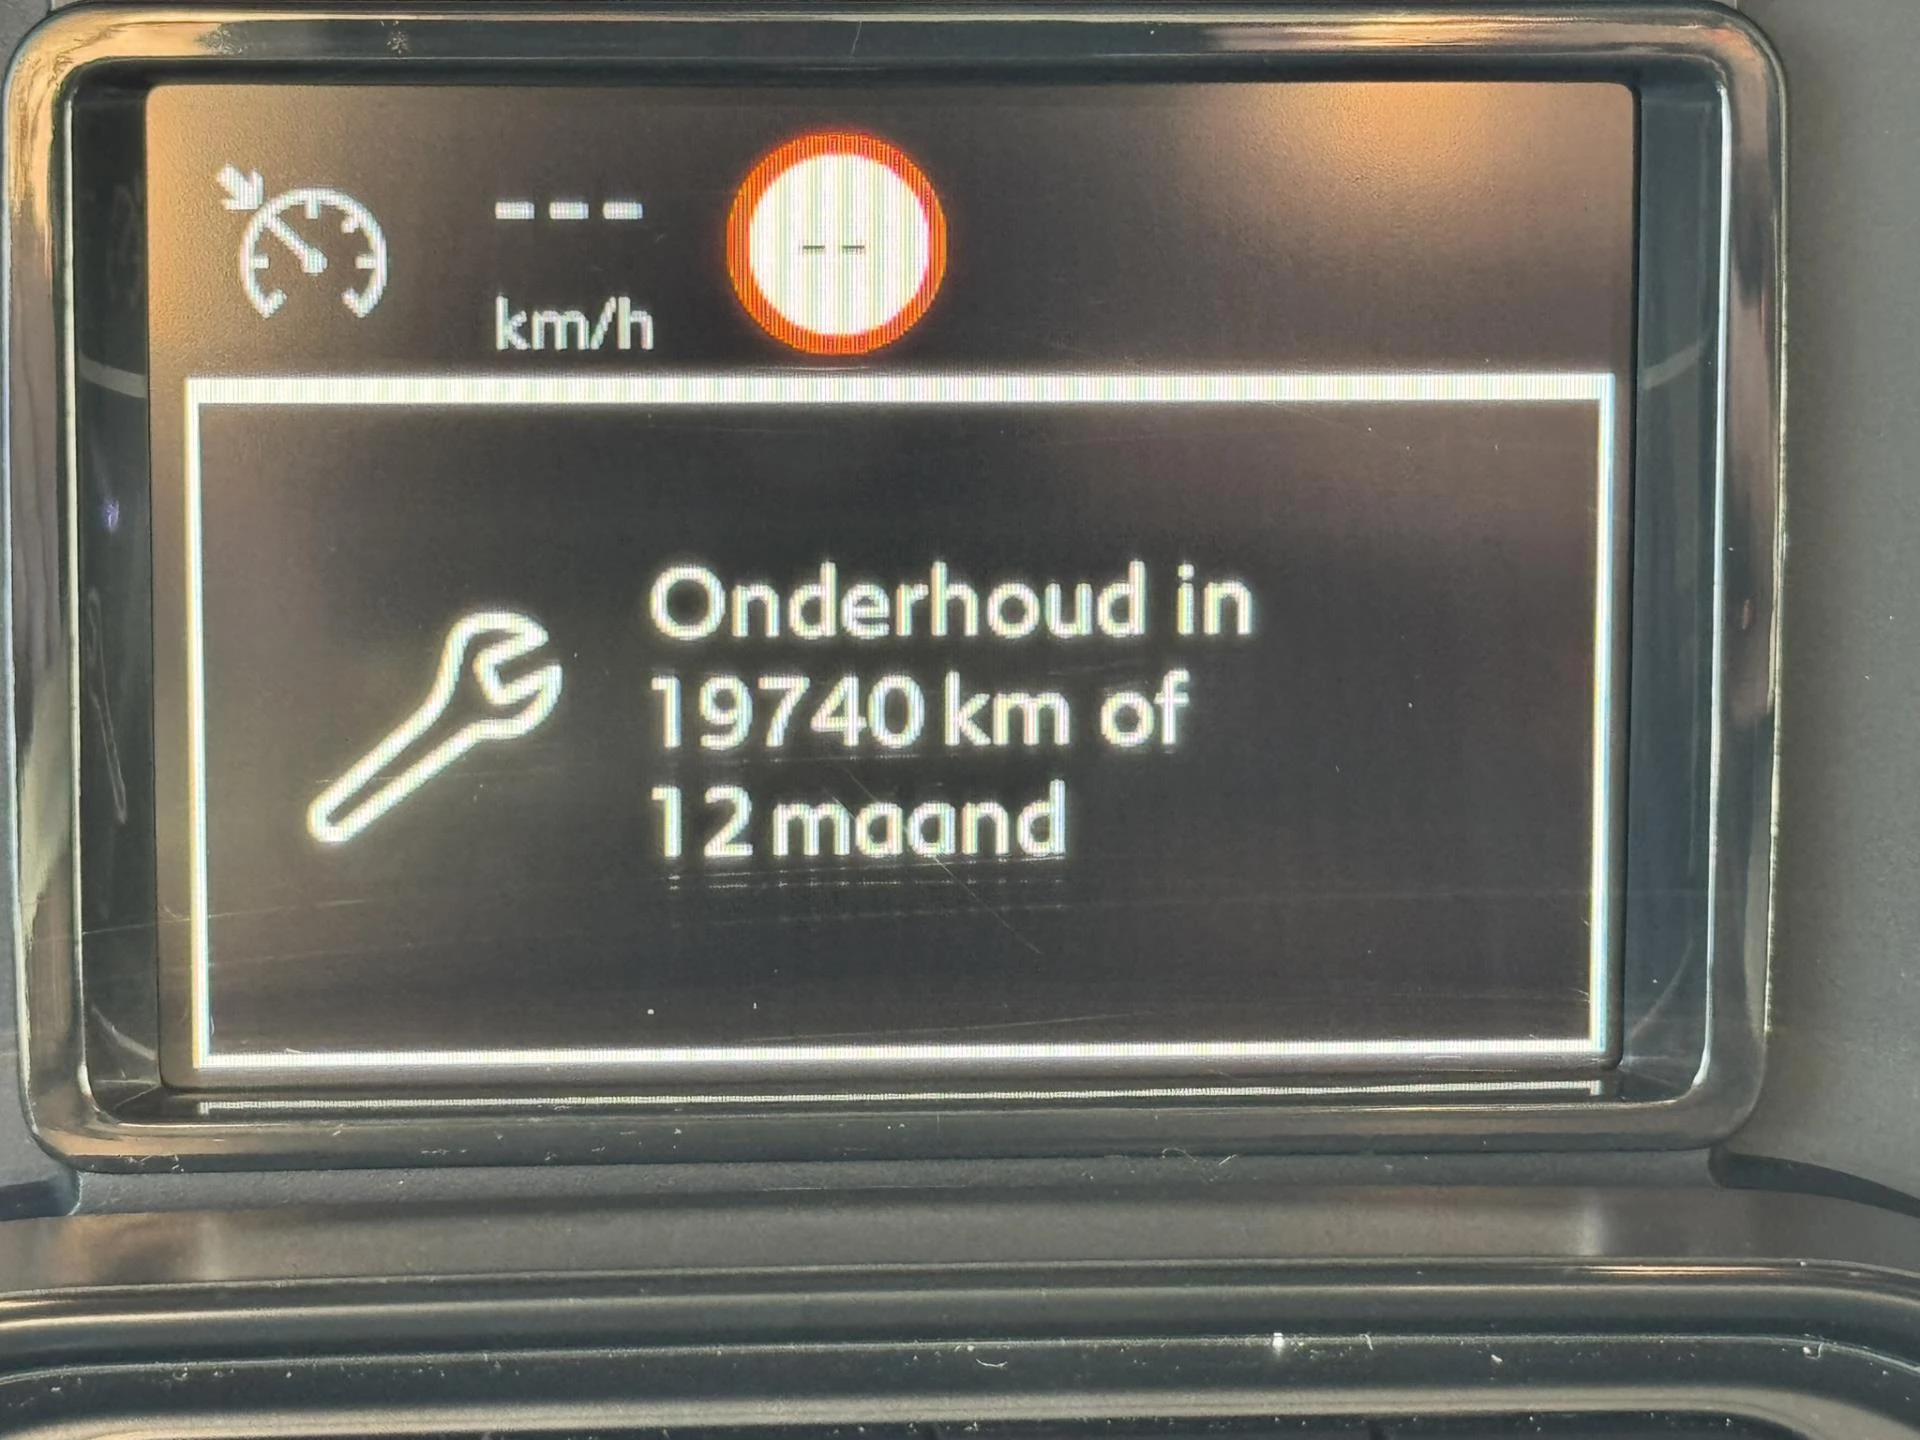 ---
km/h
--
Onderhoud in
19740 km of
12 maand